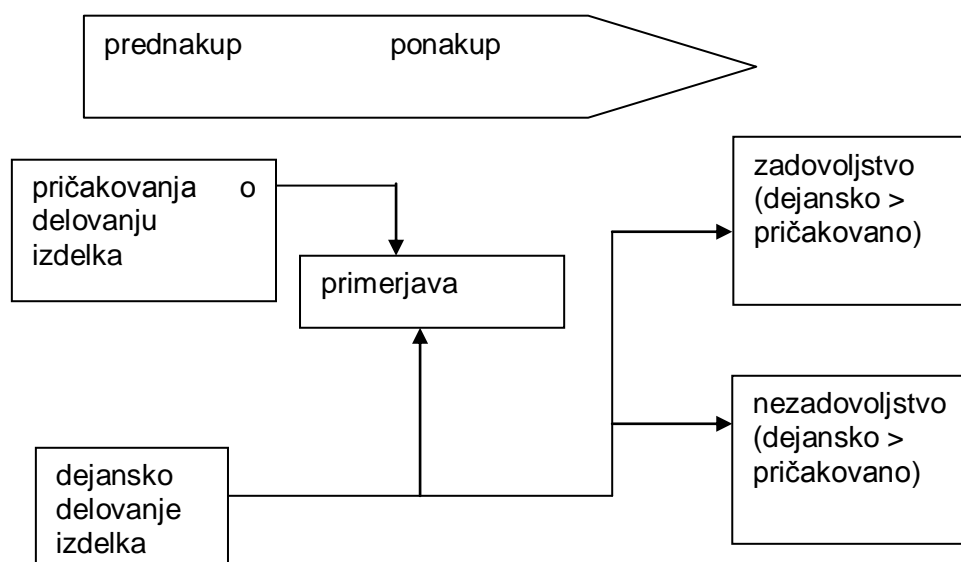 prednakup ponakup
pričakovanja o
delovanju
izdelka
primerjava
zadovoljstvo
(dejansko >
pričakovano)
nezadovoljstvo
(dejansko >
pričakovano)
dejansko
delovanje
izdelka